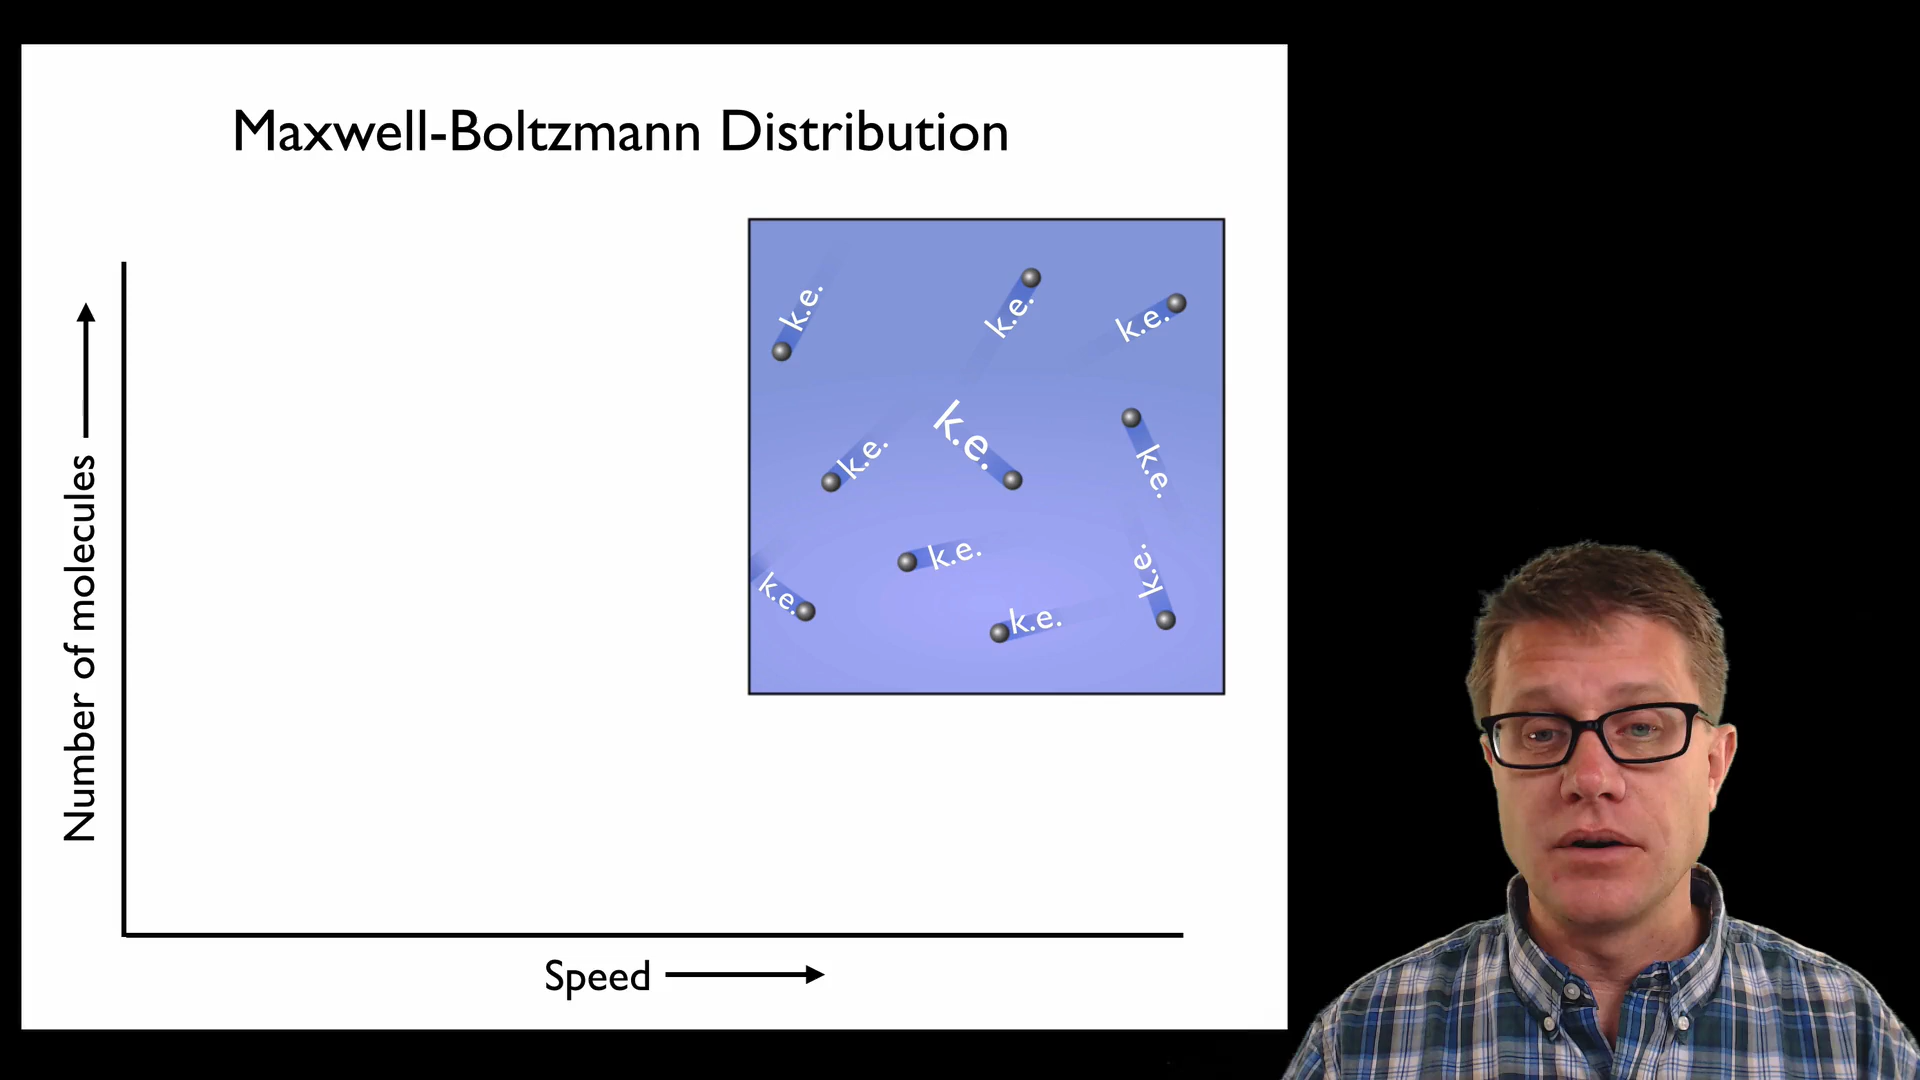 Maxwell-Boltzmann Distribution
Number of molecules
k.e.
k.e.
k.e.
k.e.
k.e.
k.e.
k.e.
k.e.
k.e.
k.e.
Speed